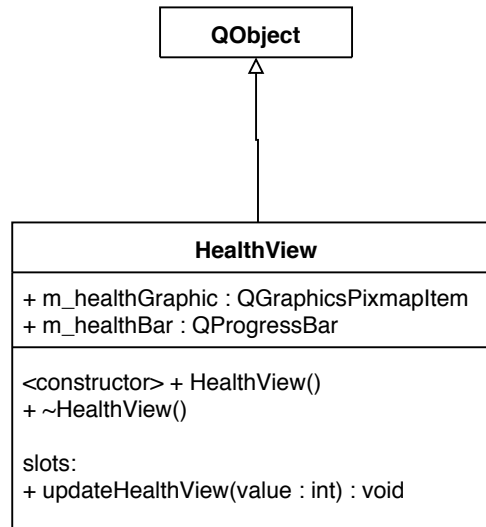 QObject
HealthView
+ m_healthGraphic : QGraphicsPixmapItem
+ m_healthBar : QProgressBar
<constructor> + HealthView()
+ ~HealthView()
slots:
+ updateHealthView(value : int) : void